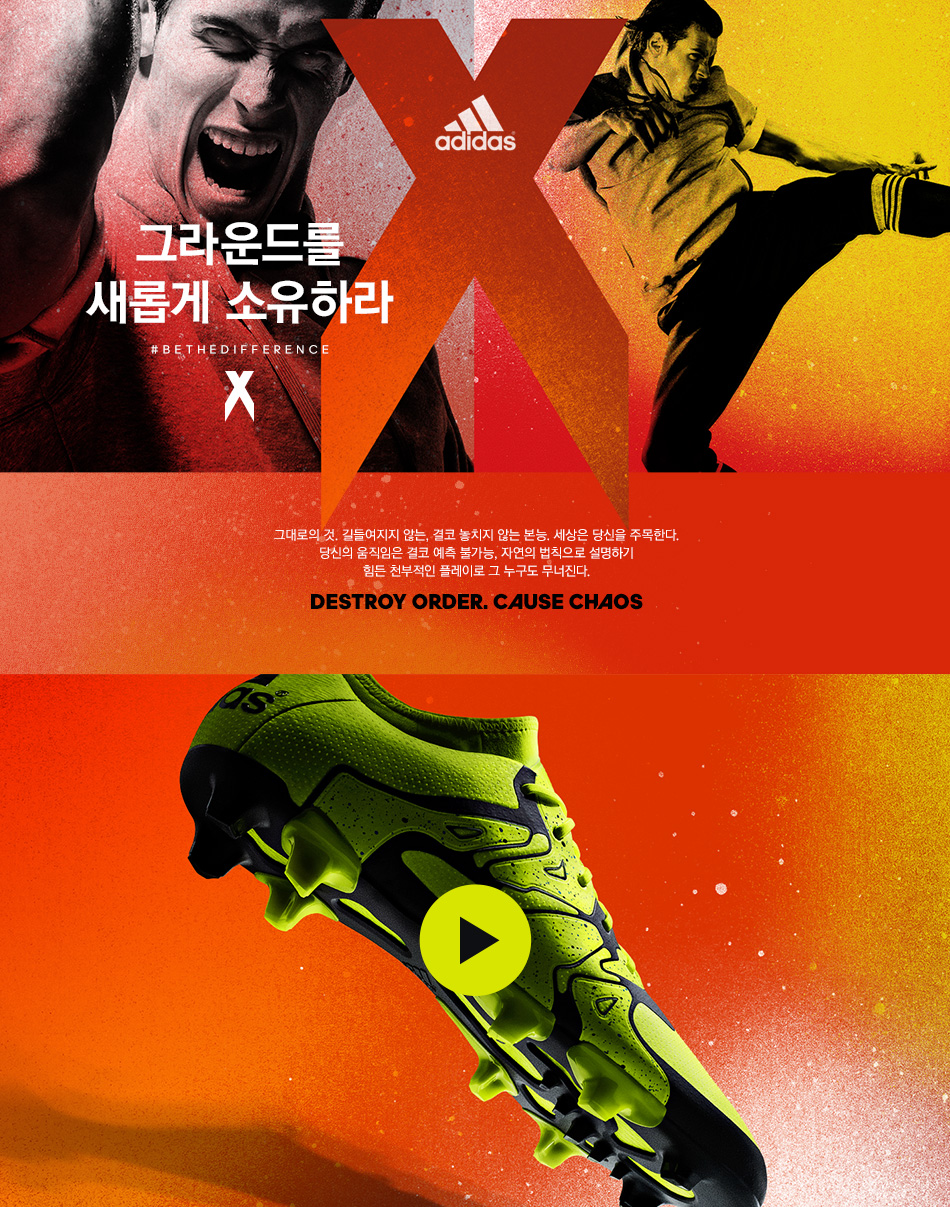 adidas
그라운드를
새롭게 소유하라
#BETHEDIFFERENCE
X
그대로의 것. 길들여지지 않는, 결코 놓치지 않는 본능. 세상은 당신을 주목한다.
당신의 움직임은 결코 예측 불가능, 자연의 법칙으로 설명하기
힘든 천부적인 플레이로 그 누구도 무너진다.
DESTROY ORDER. CAUSE CHAOS
das